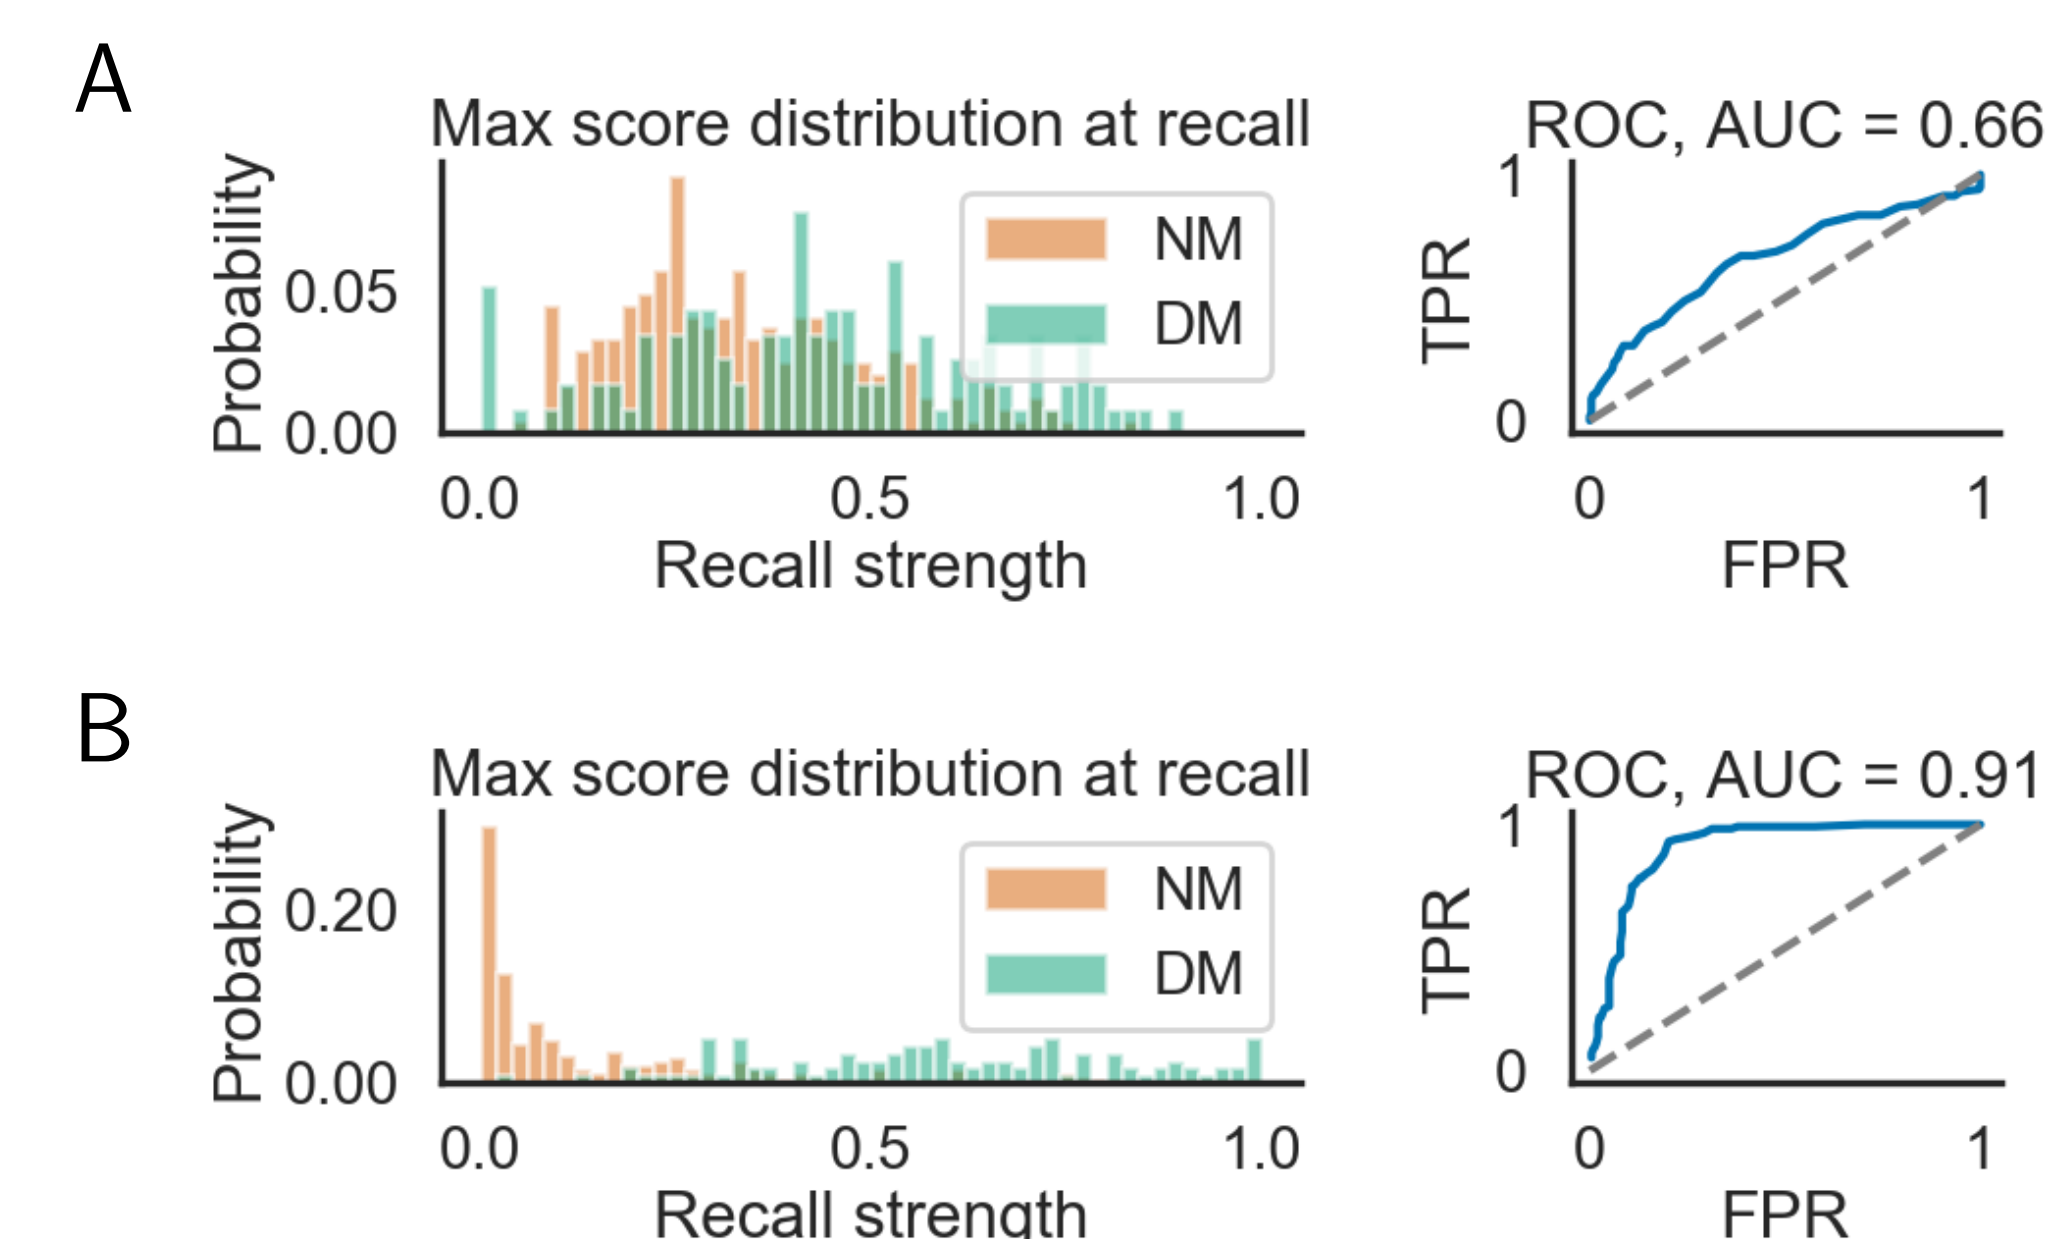 A
Max score distribution at recall
ROC, AUC = 0.66
Probability
0.05
0.00
NM
DM
0.0 0.5 1.0
Recall strength
TPR
1
0
0 1
FPR
B
Max score distribution at recall
ROC, AUC = 0.91
Probability
0.20
0.00
NM
DM
0.0 0.5 1.0
Recall strength
TPR
1
0
0 1
FPR